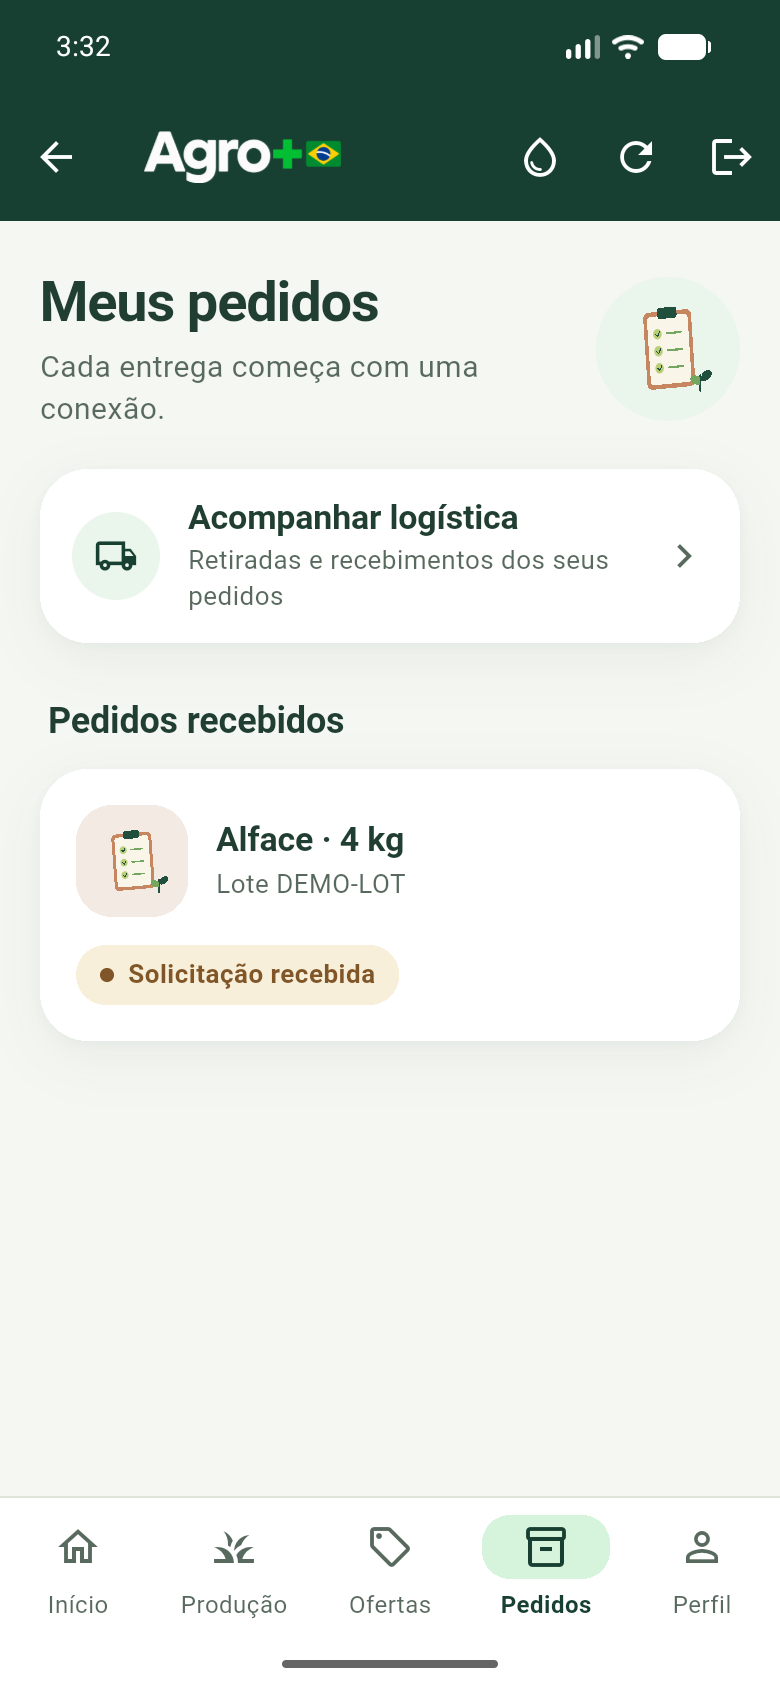 3:32
Agro+
Meus pedidos
Cada entrega começa com uma
conexão.
Acompanhar logística
Retiradas e recebimentos dos seus
pedidos
Pedidos recebidos
Alface · 4 kg
Lote DEMO-LOT
Solicitação recebida
Início
Produção
Ofertas
Pedidos
Perfil